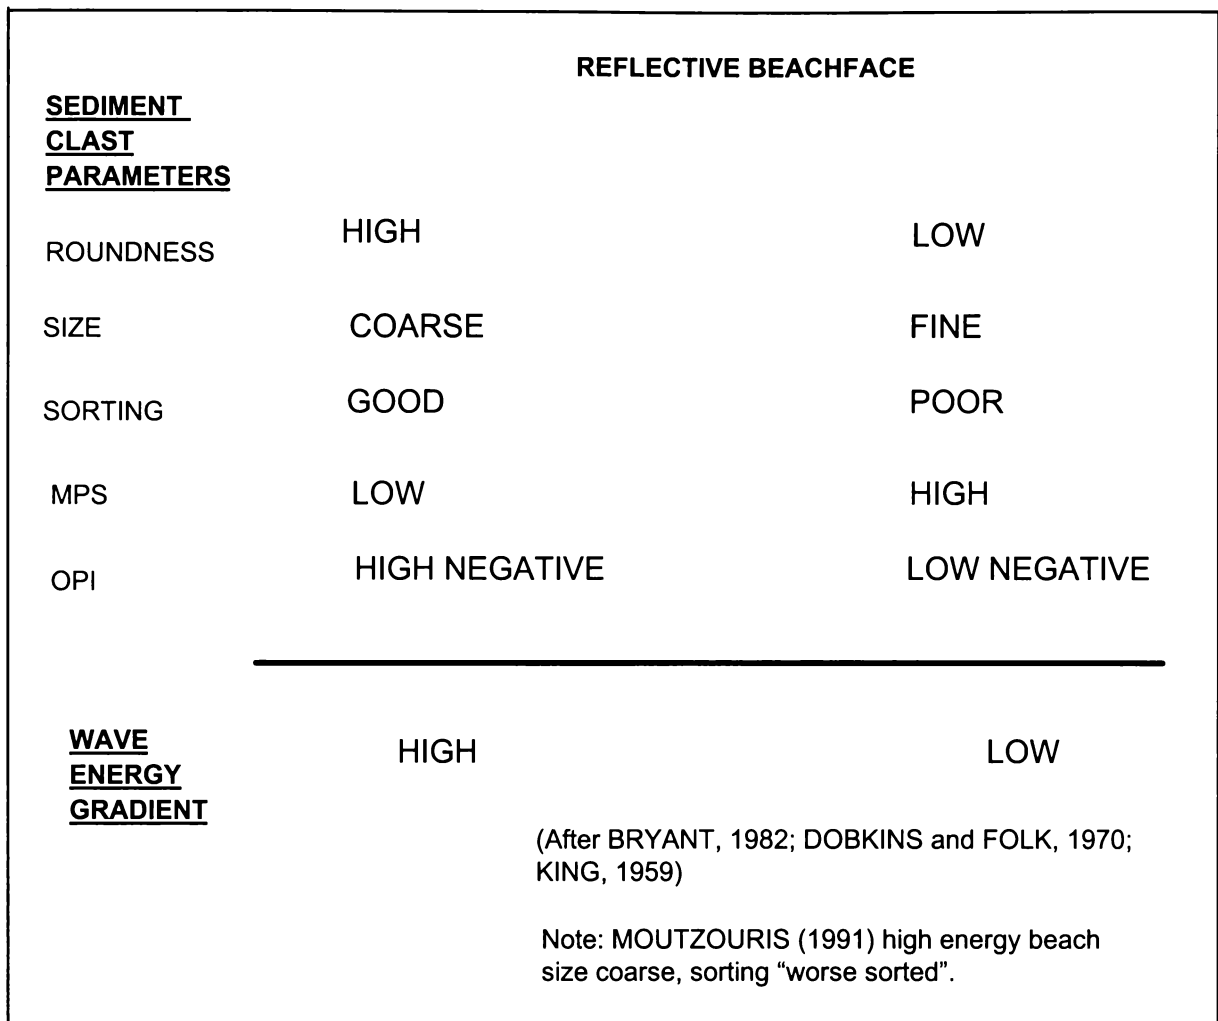 REFLECTIVE BEACHFACE
SEDIMENT
CLAST
PARAMETERS
ROUNDNESS HIGH LOW
SIZE COARSE FINE
SORTING GOOD POOR
MPS LOW HIGH
OPI HIGH NEGATIVE LOW NEGATIVE
WAVE
ENERGY
GRADIENT
HIGH LOW
(After BRYANT, 1982; DOBKINS and FOLK, 1970;
KING, 1959)
Note: MOUTZOURIS (1991) high energy beach
size coarse, sorting “worse sorted”.